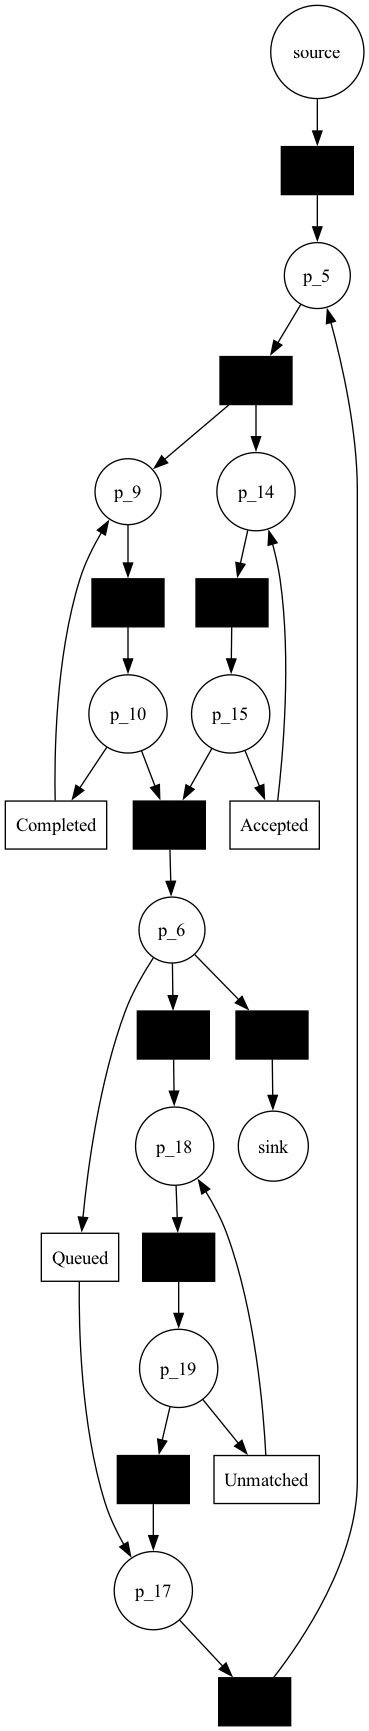 source
p_5
p_9
p_14
p_10
p_15
Completed
Accepted
p_6
p_18
sink
Queued
p_19
Unmatched
p_17